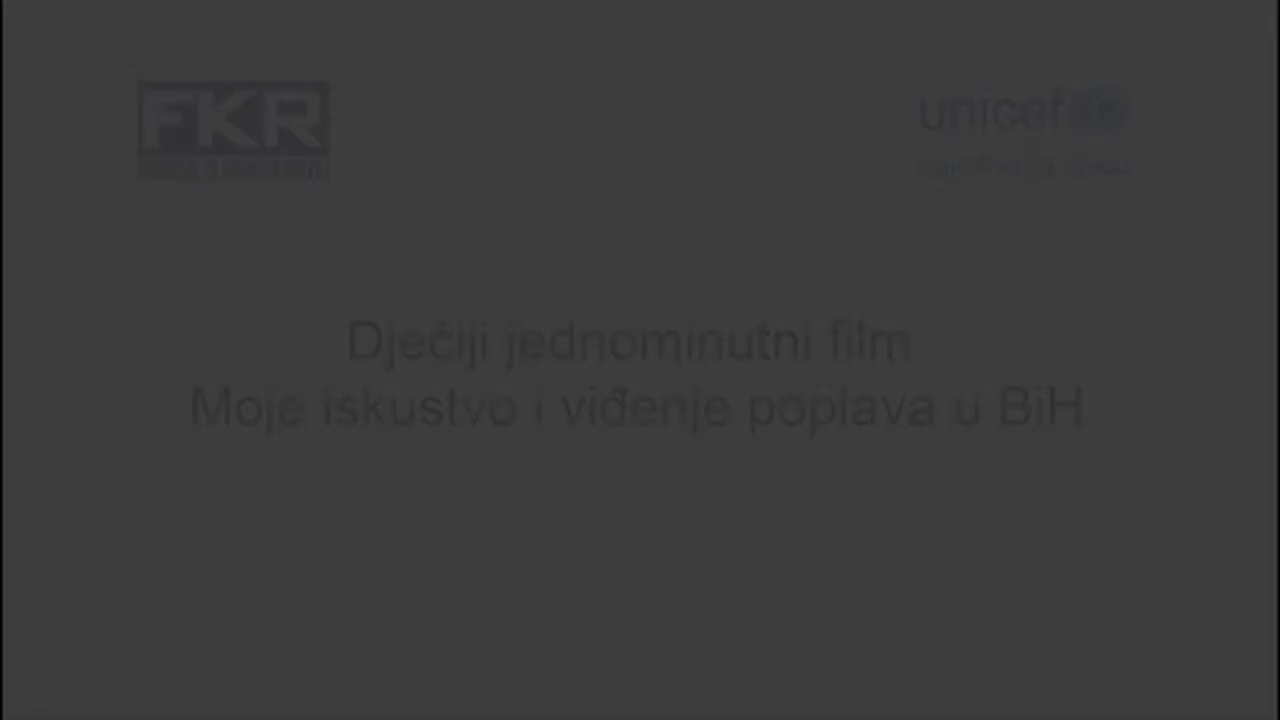 FKR
unicef
Dječiji jednominutni film
Moje iskustvo i viđenje poplava u BiH